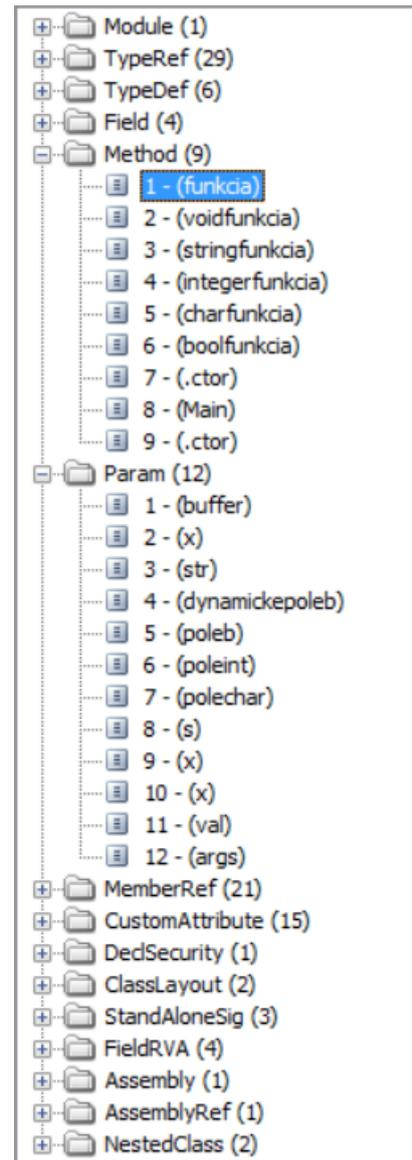 Module (1)
TypeRef (29)
TypeDef (6)
Field (4)
Method (9)
1 - (funkcia)
2 - (voidfunkcia)
3 - (stringfunkcia)
4 - (integerfunkcia)
5 - (charfunkcia)
6 - (boolfunkcia)
7 - (.ctor)
8 - (Main)
9 - (.ctor)
Param (12)
1 - (buffer)
2 - (x)
3 - (str)
4 - (dynamickepoleb)
5 - (poleb)
6 - (poleint)
7 - (polechar)
8 - (s)
9 - (x)
10 - (x)
11 - (val)
12 - (args)
MemberRef (21)
CustomAttribute (15)
DeclSecurity (1)
ClassLayout (2)
StandAloneSig (3)
FieldRVA (4)
Assembly (1)
AssemblyRef (1)
NestedClass (2)